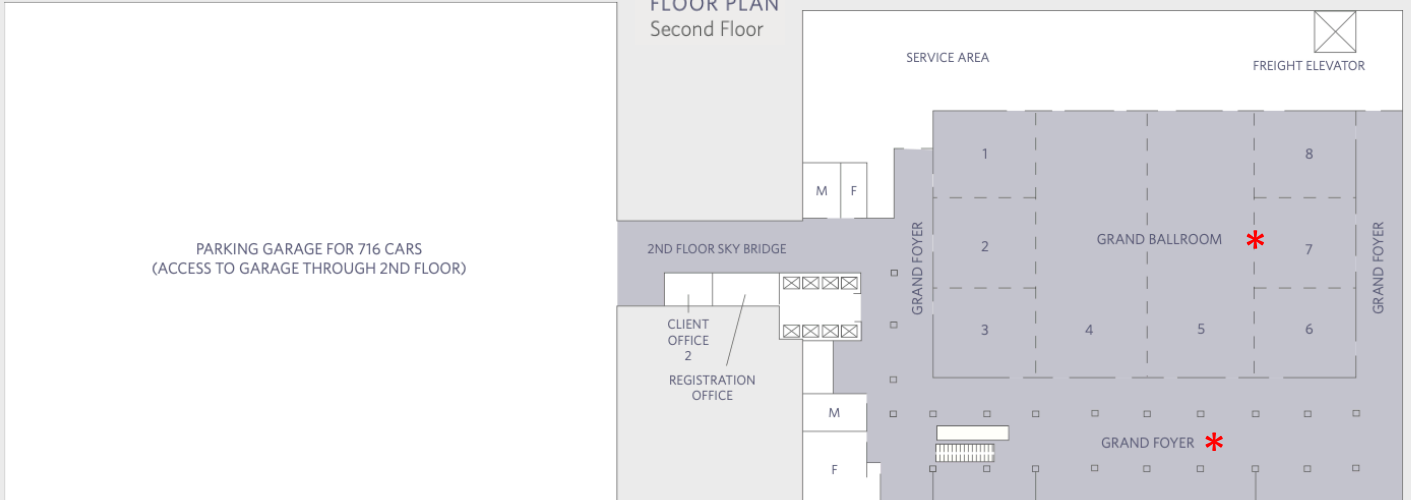 FLOOR PLAN
Second Floor
SERVICE AREA
FREIGHT ELEVATOR
1
8
M
F
PARKING GARAGE FOR 716 CARS
(ACCESS TO GARAGE THROUGH 2ND FLOOR)
2ND FLOOR SKY BRIDGE
GRAND FOYER
2
GRAND BALLROOM *
7
GRAND FOYER
CLIENT
OFFICE
2
REGISTRATION
OFFICE
3
4
5
6
M
GRAND FOYER *
F